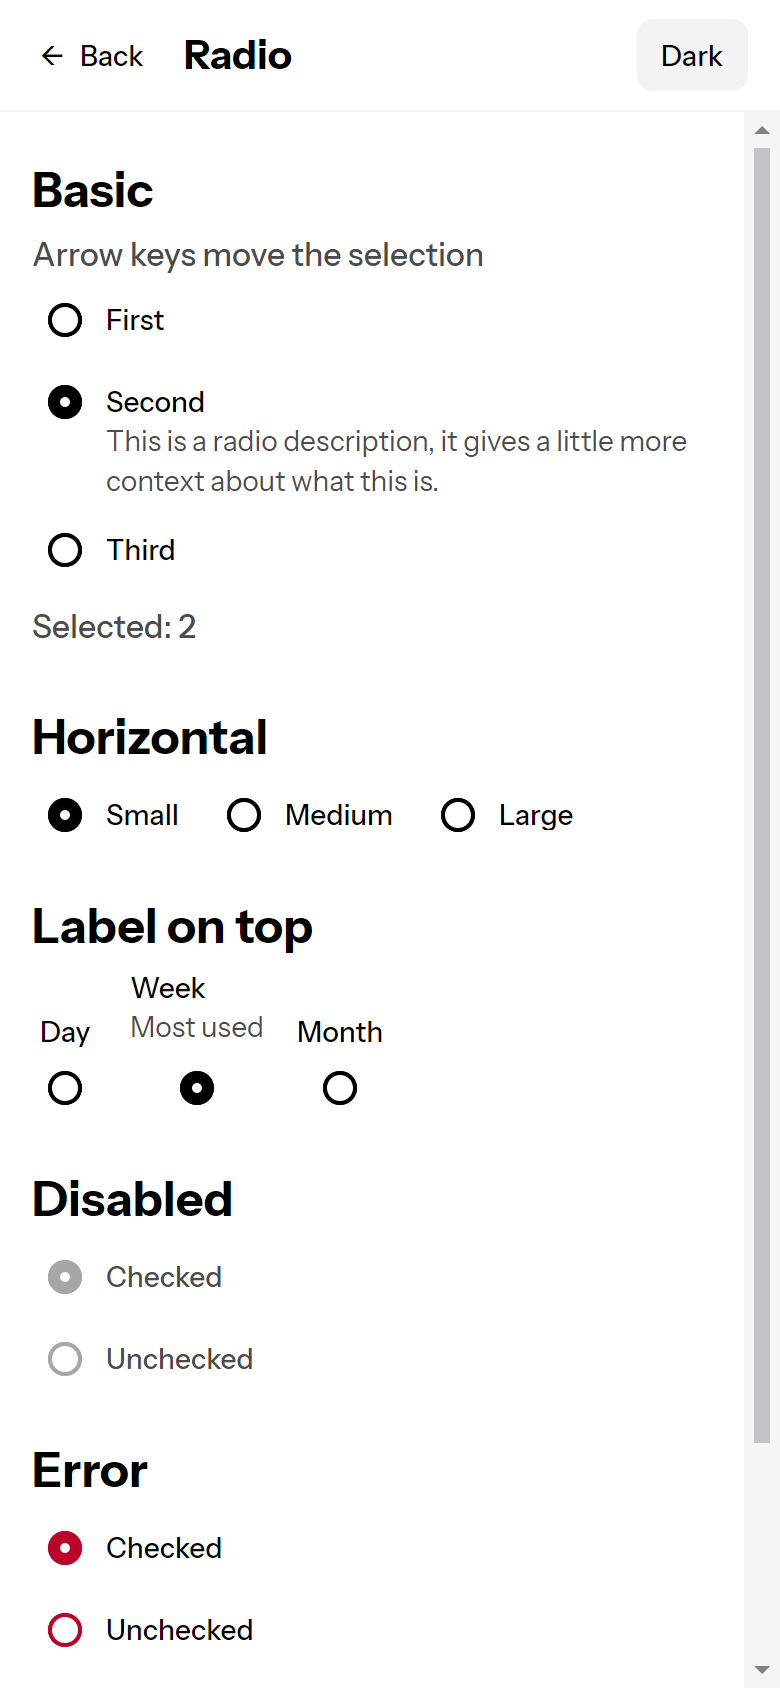 ← Back Radio Dark
Basic
Arrow keys move the selection
First
Second
This is a radio description, it gives a little more
context about what this is.
Third
Selected: 2
Horizontal
Small Medium Large
Label on top
Week
Day Most used Month
Disabled
Checked
Unchecked
Error
Checked
Unchecked